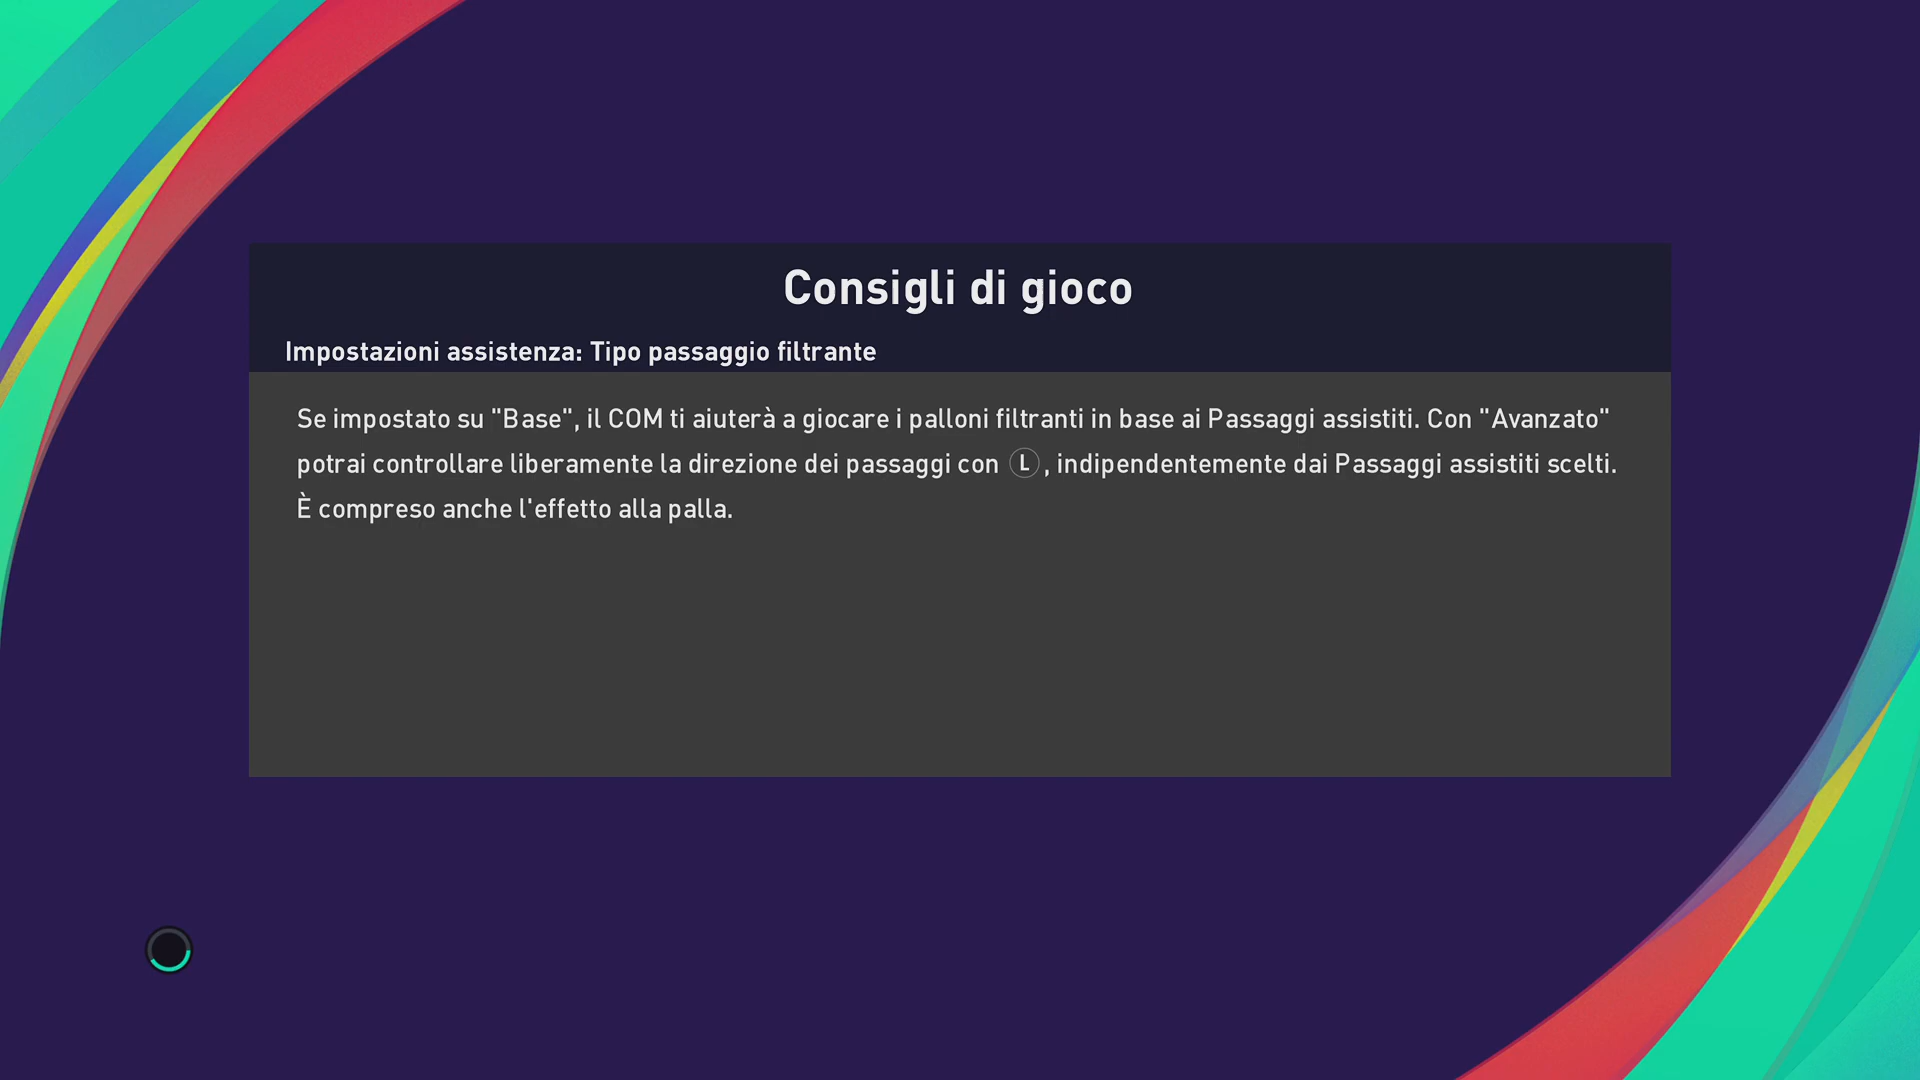 Consigli di gioco
Impostazioni assistenza: Tipo passaggio filtrante
Se impostato su "Base", il COM ti aiuterà a giocare i palloni filtranti in base ai Passaggi assistiti. Con "Avanzato"
potrai controllare liberamente la direzione dei passaggi con L, indipendentemente dai Passaggi assistiti scelti.
È compreso anche l'effetto alla palla.